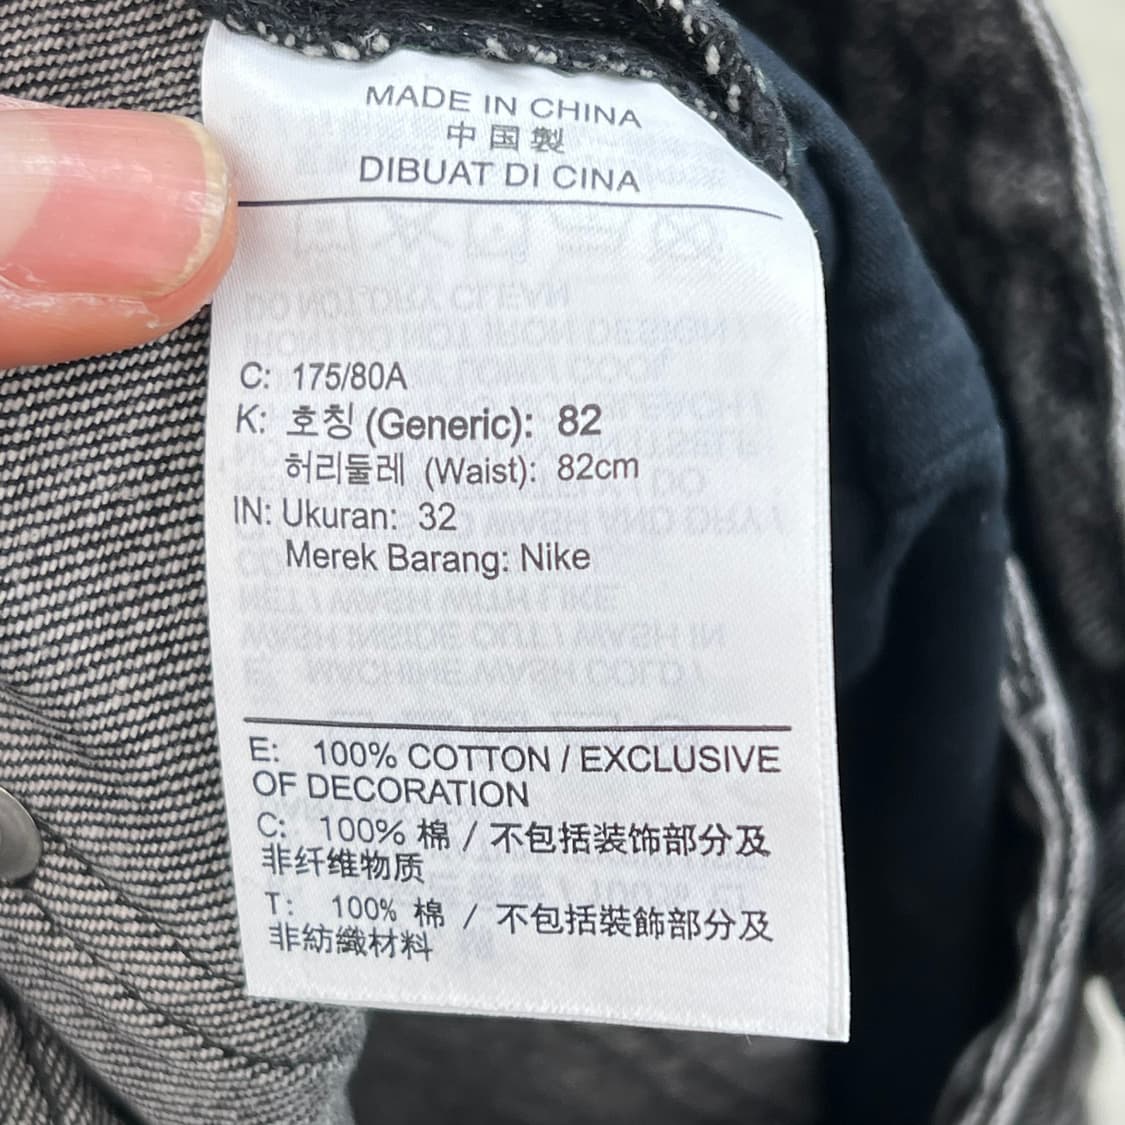 MADE IN CHINA
中国製
DIBUAT DI CINA
C: 175/80A
K: 호칭 (Generic): 82
허리둘레 (Waist): 82cm
IN: Ukuran: 32
Merek Barang: Nike
E: 100% COTTON / EXCLUSIVE
OF DECORATION
C: 100% 棉 / 不包括装饰部分及
非纤维物质
T: 100% 棉 / 不包括裝飾部分及
非紡織材料